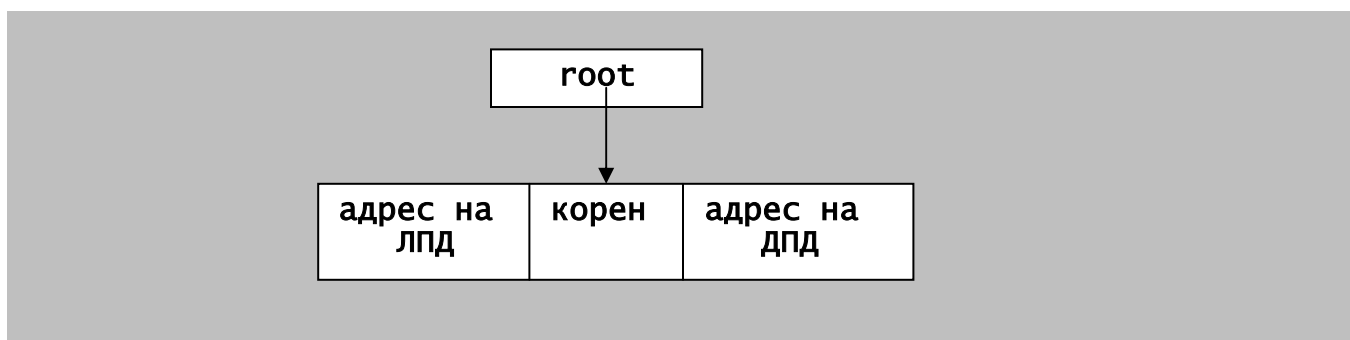 root
адрес на
ЛПД
корен
адрес на
ДПД